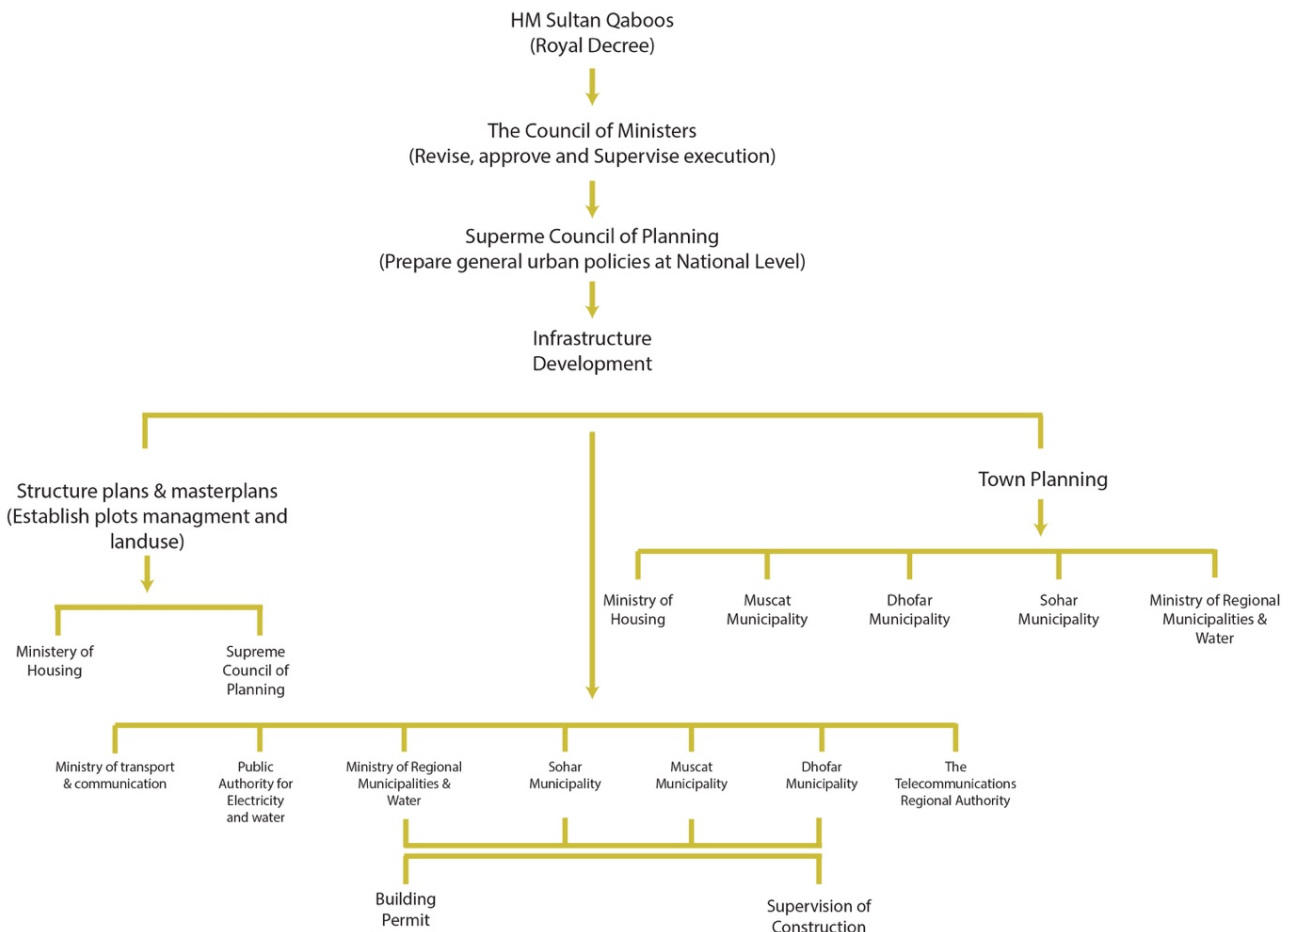 HM Sultan Qaboos
(Royal Decree)
The Council of Ministers
(Revise, approve and Supervise execution)
Superme Council of Planning
(Prepare general urban policies at National Level)
Infrastructure
Development
Structure plans & masterplans
(Establish plots managment and
landuse)
Ministery of
Housing
Supreme
Council of
Planning
Town Planning
Ministry of
Housing
Muscat
Municipality
Dhofar
Municipality
Sohar
Municipality
Ministry of Regional
Municipalities &
Water
Ministry of transport
& communication
Public
Authority for
Electricity
and water
Ministry of Regional
Municipalities &
Water
Sohar
Municipality
Muscat
Municipality
Dhofar
Municipality
The
Telecommunications
Regional Authority
Building
Permit
Supervision of
Construction